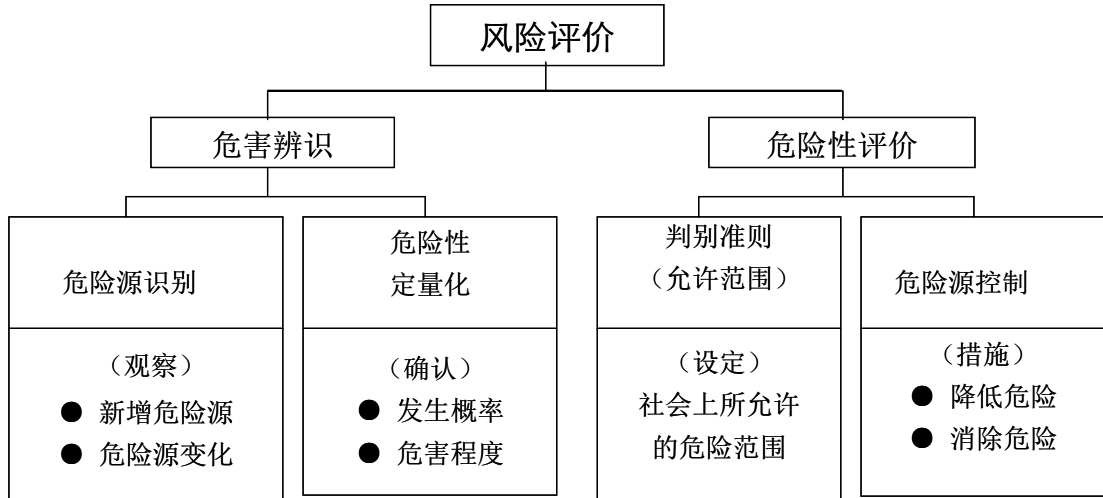 风险评价
危害辨识
危险性评价
危险源识别
（观察）
● 新增危险源
● 危险源变化
危险性
定量化
（确认）
● 发生概率
● 危害程度
判别准则
（允许范围）
（设定）
社会上所允许
的危险范围
危险源控制
（措施）
● 降低危险
● 消除危险